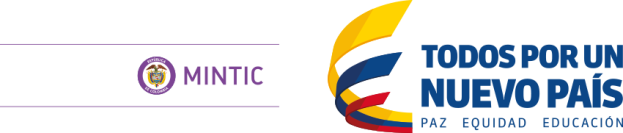 MINTIC
TODOS POR UN
NUEVO PAÍS
PAZ EQUIDAD EDUCACIÓN